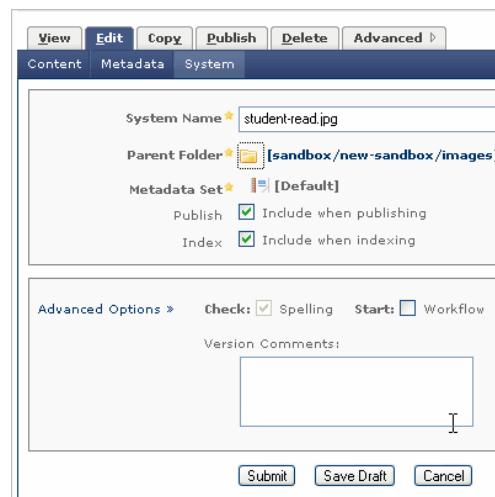 View Edit Copy Publish Delete Advanced
Content Metadata System
System Name student-read.jpg
Parent Folder [sandbox/new-sandbox/images]
Metadata Set [Default]
Publish Include when publishing
Index Include when indexing
Advanced Options » Check: Spelling Start: Workflow
Version Comments:
Submit Save Draft Cancel